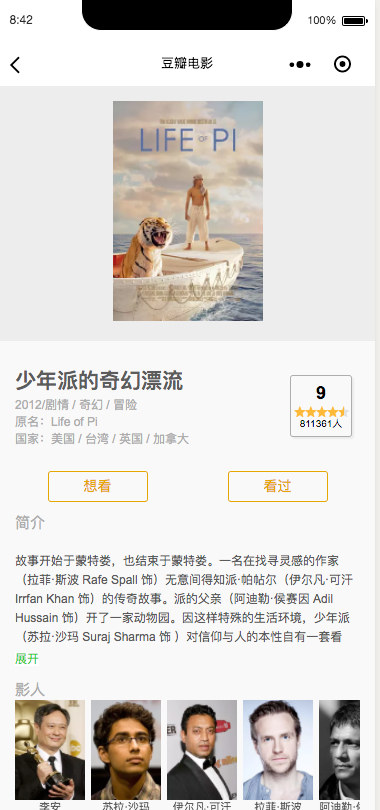 8:42
100%
豆瓣电影
LIFE OF PI
少年派的奇幻漂流
2012/剧情 / 奇幻 / 冒险
原名：Life of Pi
国家：美国 / 台湾 / 英国 / 加拿大
9
811361人
想看
看过
简介
故事开始于蒙特娄，也结束于蒙特娄。一名在找寻灵感的作家
（拉菲·斯波 Rafe Spall 饰）无意间得知派·帕帖尔（伊尔凡·可汗
Irrfan Khan 饰）的传奇故事。派的父亲（阿迪勒·侯赛因 Adil
Hussain 饰）开了一家动物园。因这样特殊的生活环境，少年派
（苏拉·沙玛 Suraj Sharma 饰 ）对信仰与人的本性自有一套看
展开
影人
李安
苏拉·沙玛
伊尔凡·可汗
拉菲·斯波
阿迪勒·